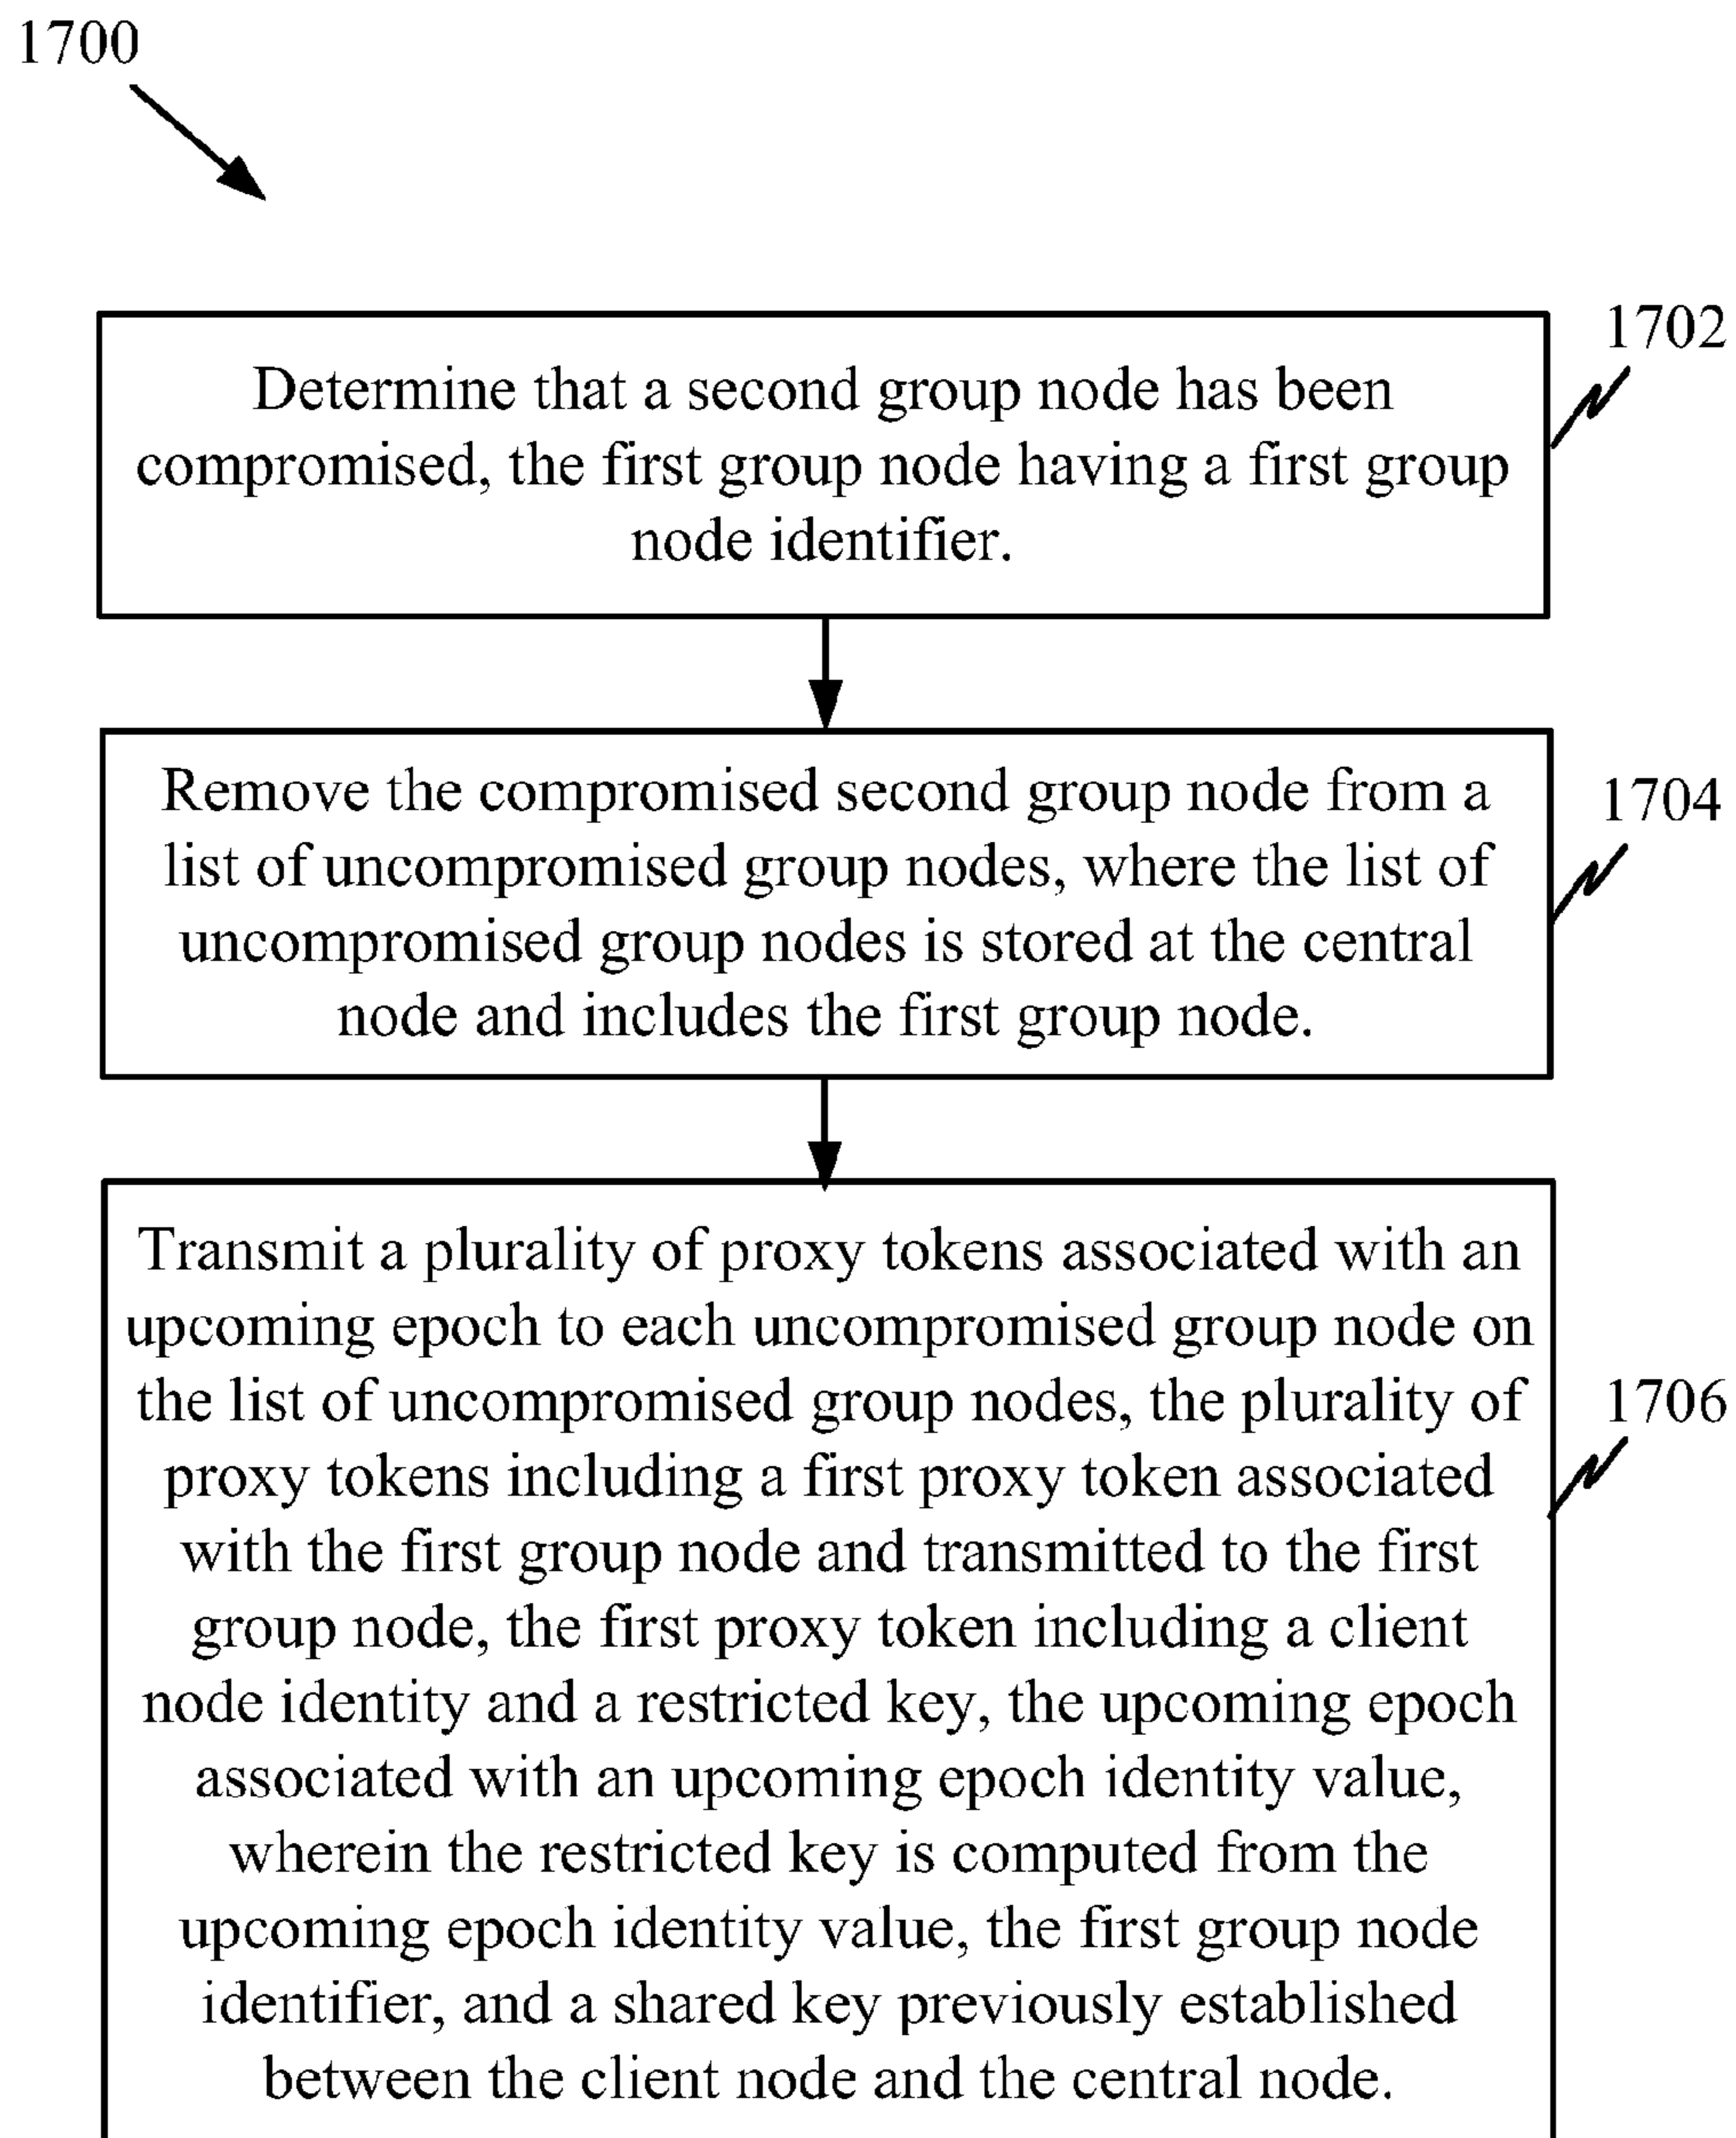 1700
1702
Determine that a second group node has been
compromised, the first group node having a first group
node identifier.
1704
Remove the compromised second group node from a
list of uncompromised group nodes, where the list of
uncompromised group nodes is stored at the central
node and includes the first group node.
1706
Transmit a plurality of proxy tokens associated with an
upcoming epoch to each uncompromised group node on
the list of uncompromised group nodes, the plurality of
proxy tokens including a first proxy token associated
with the first group node and transmitted to the first
group node, the first proxy token including a client
node identity and a restricted key, the upcoming epoch
associated with an upcoming epoch identity value,
wherein the restricted key is computed from the
upcoming epoch identity value, the first group node
identifier, and a shared key previously established
between the client node and the central node.